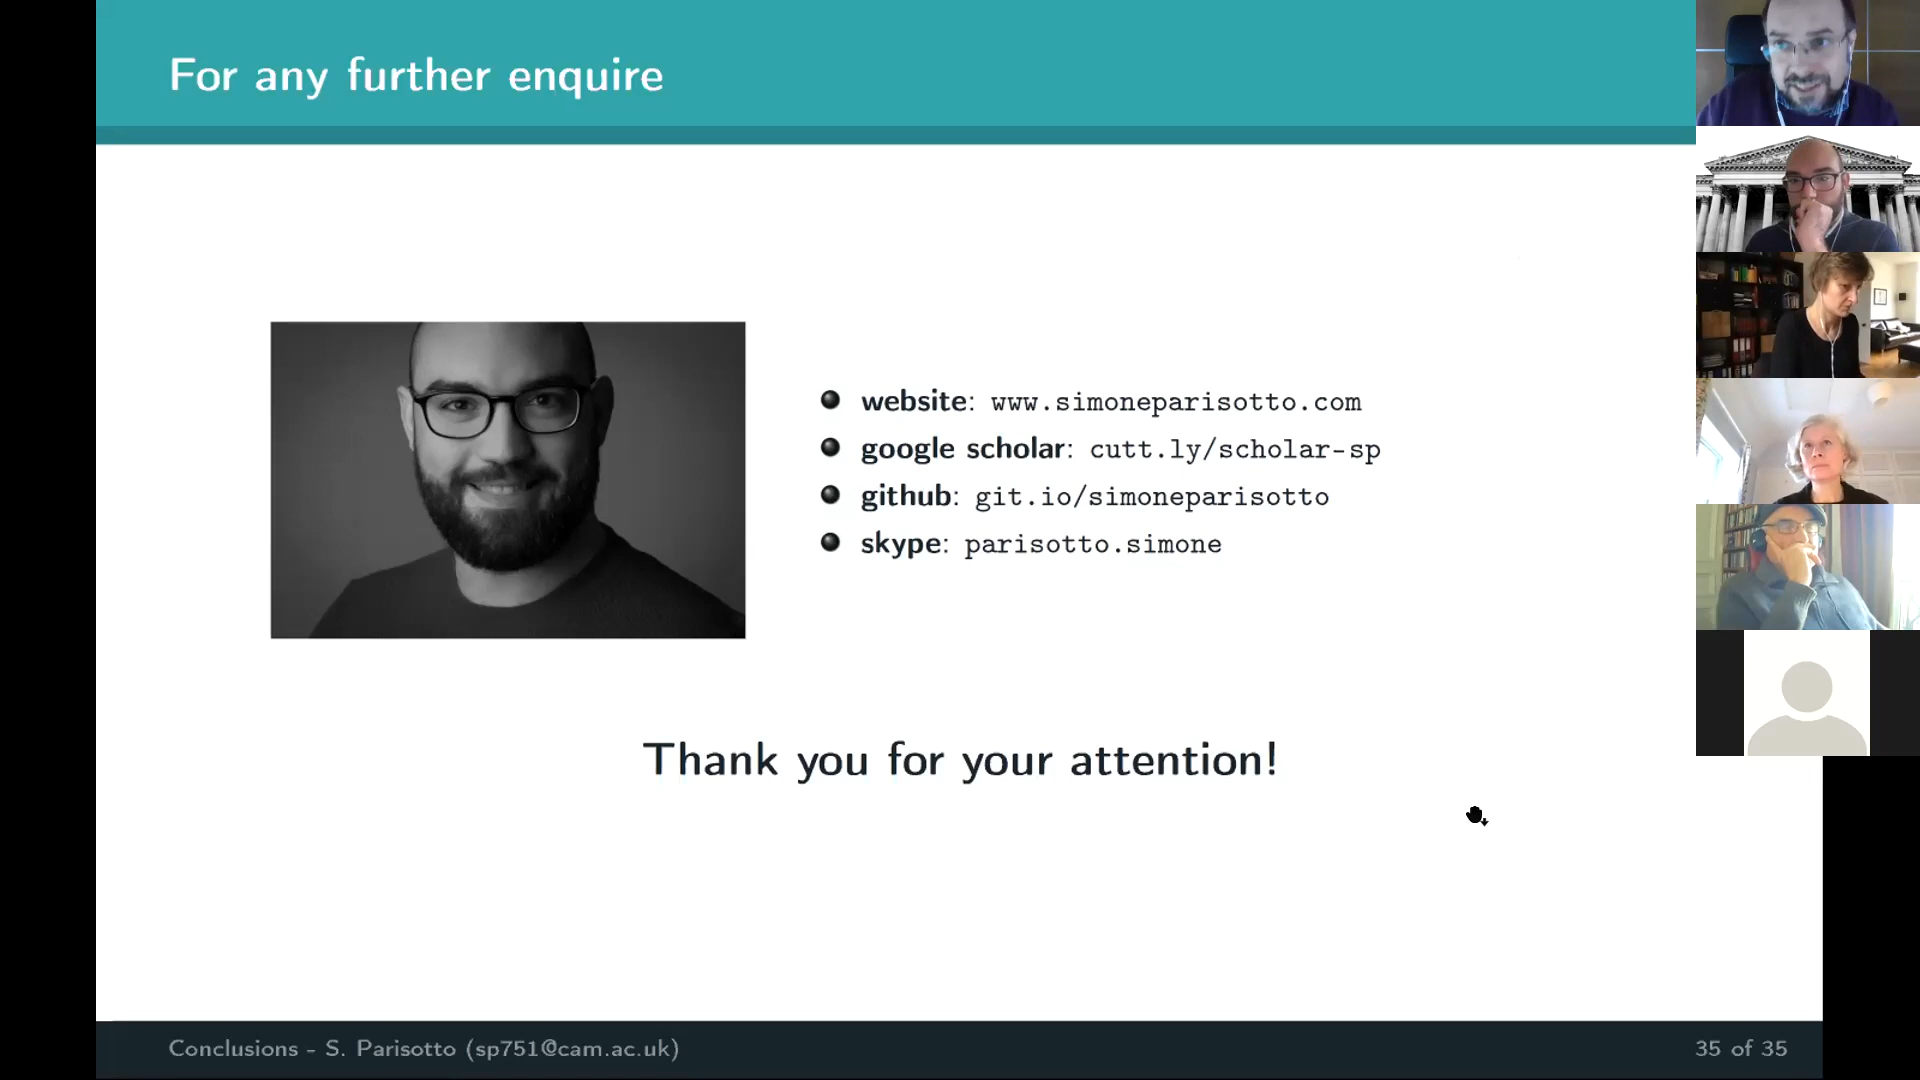 For any further enquire
website: www.simoneparisotto.com
google scholar: cutt.ly/scholar-sp
github: git.io/simoneparisotto
skype: parisotto.simone
Thank you for your attention!
Conclusions - S. Parisotto (sp751@cam.ac.uk)
35 of 35